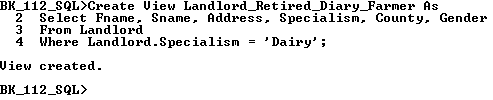 BK_112_SQL>Create View Landlord_Retired_Diary_Farmer As
2 Select Fname, Sname, Address, Specialism, County, Gender
3 From Landlord
4 Where Landlord.Specialism = 'Dairy';
View created.
BK_112_SQL>